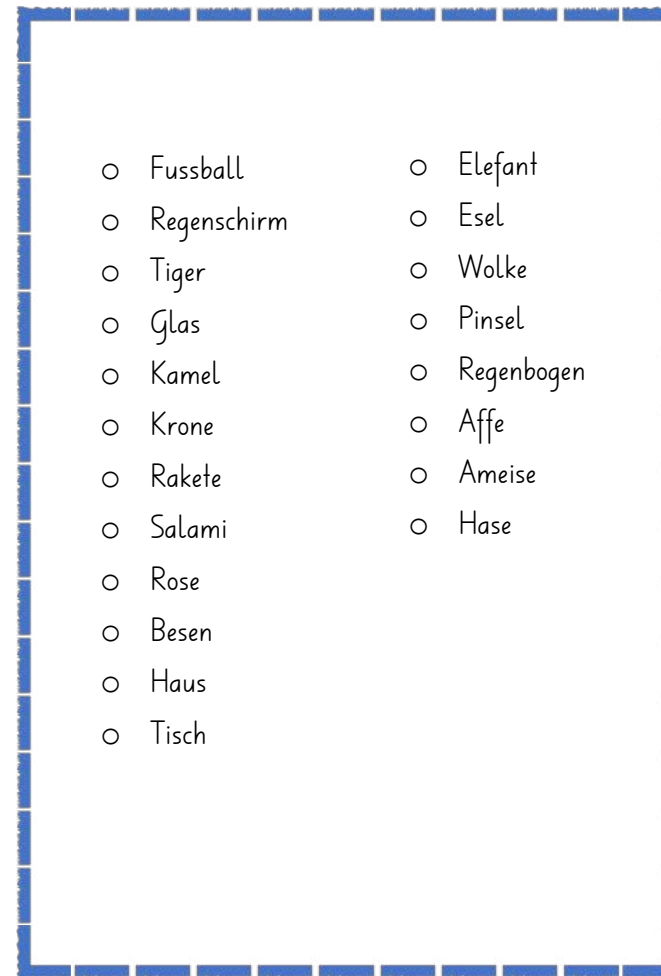 Fussball
Regenschirm
Tiger
Glas
Kamel
Krone
Rakete
Salami
Rose
Besen
Haus
Tisch
Elefant
Esel
Wolke
Pinsel
Regenbogen
Affe
Ameise
Hase